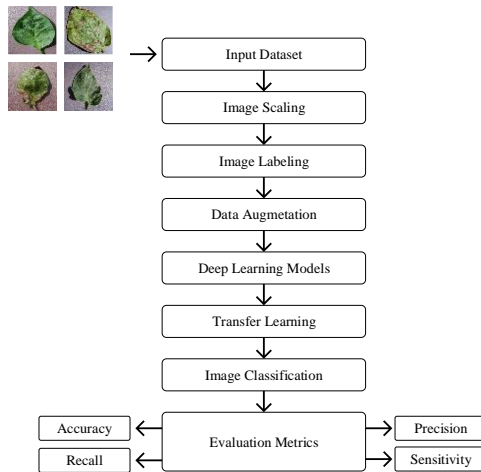 Input Dataset
Image Scaling
Image Labeling
Data Augmetation
Deep Learning Models
Transfer Learning
Image Classification
Evaluation Metrics
Accuracy
Recall
Precision
Sensitivity